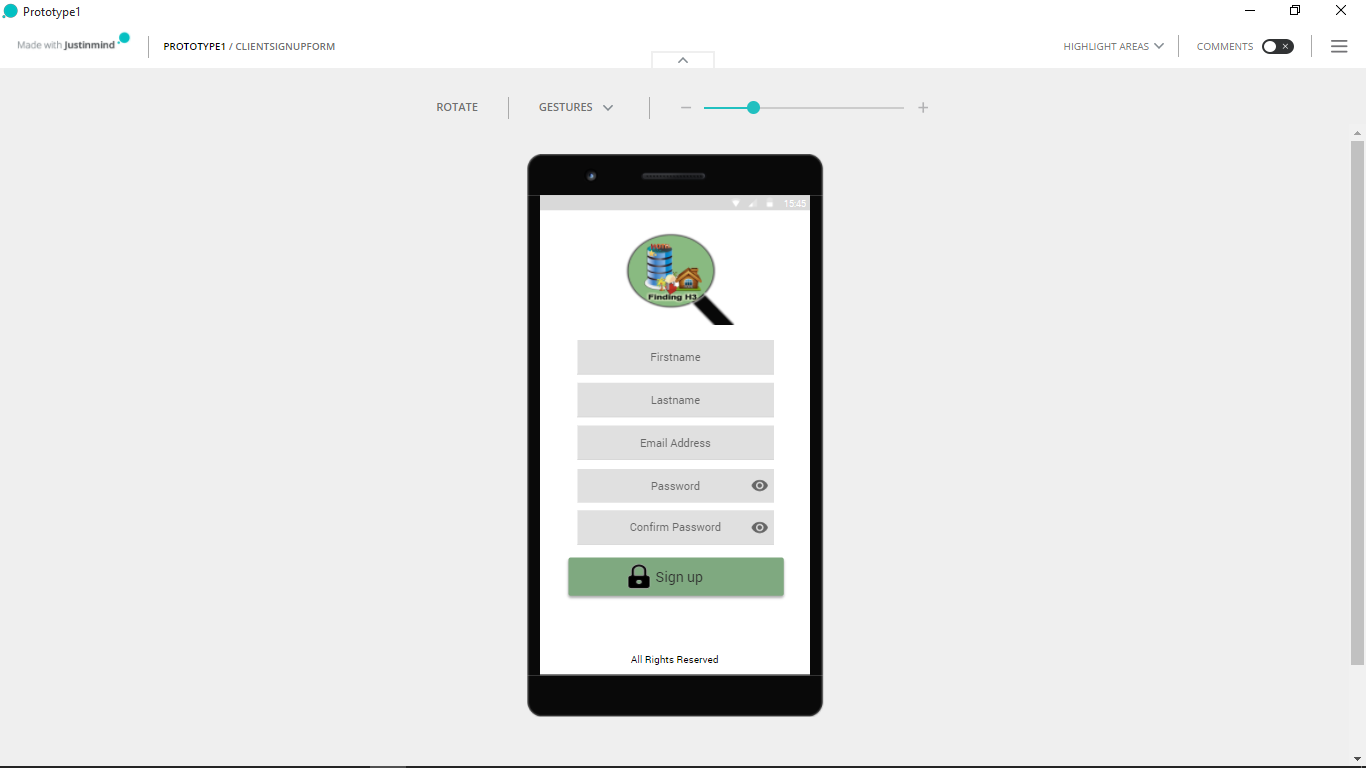 Prototype1
Made with Justinmind
PROTOTYPE1 / CLIENTSIGNUPFORM
HIGHLIGHT AREAS
COMMENTS
ROTATE
GESTURES
15:45
Finding H3
Firstname
Lastname
Email Address
Password
Confirm Password
Sign up
All Rights Reserved